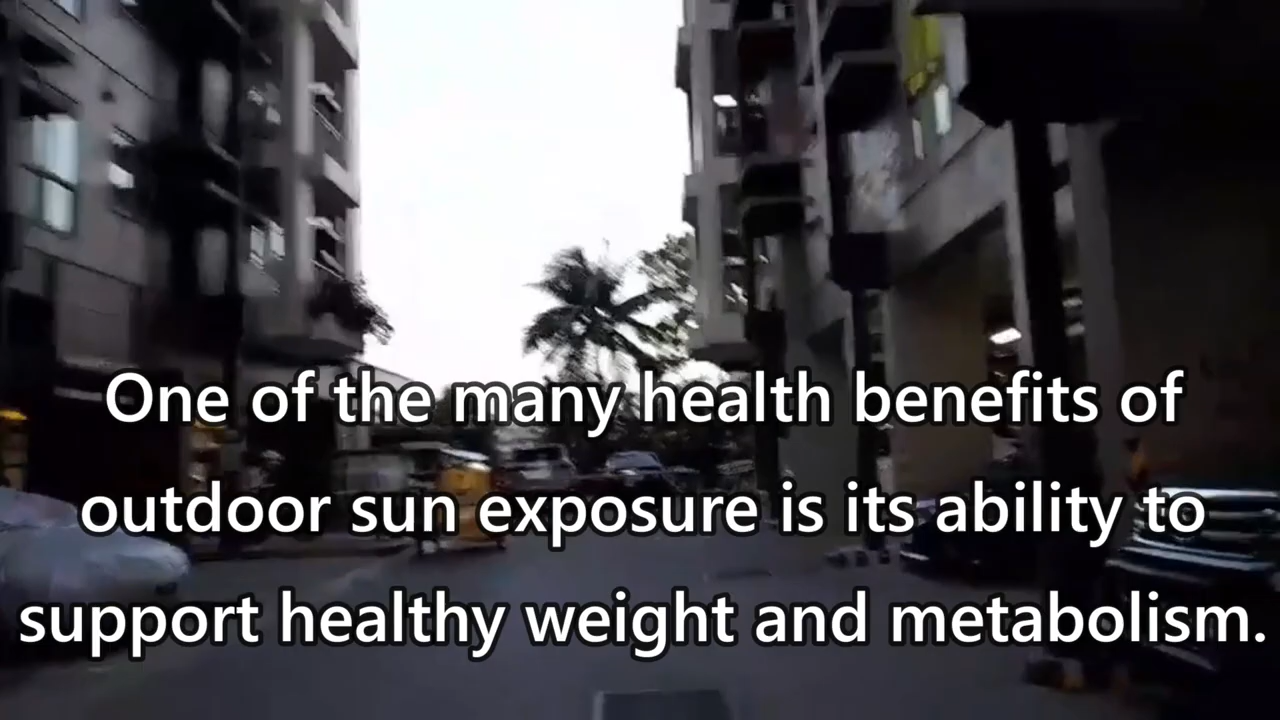 One of the many health benefits of
outdoor sun exposure is its ability to
support healthy weight and metabolism.